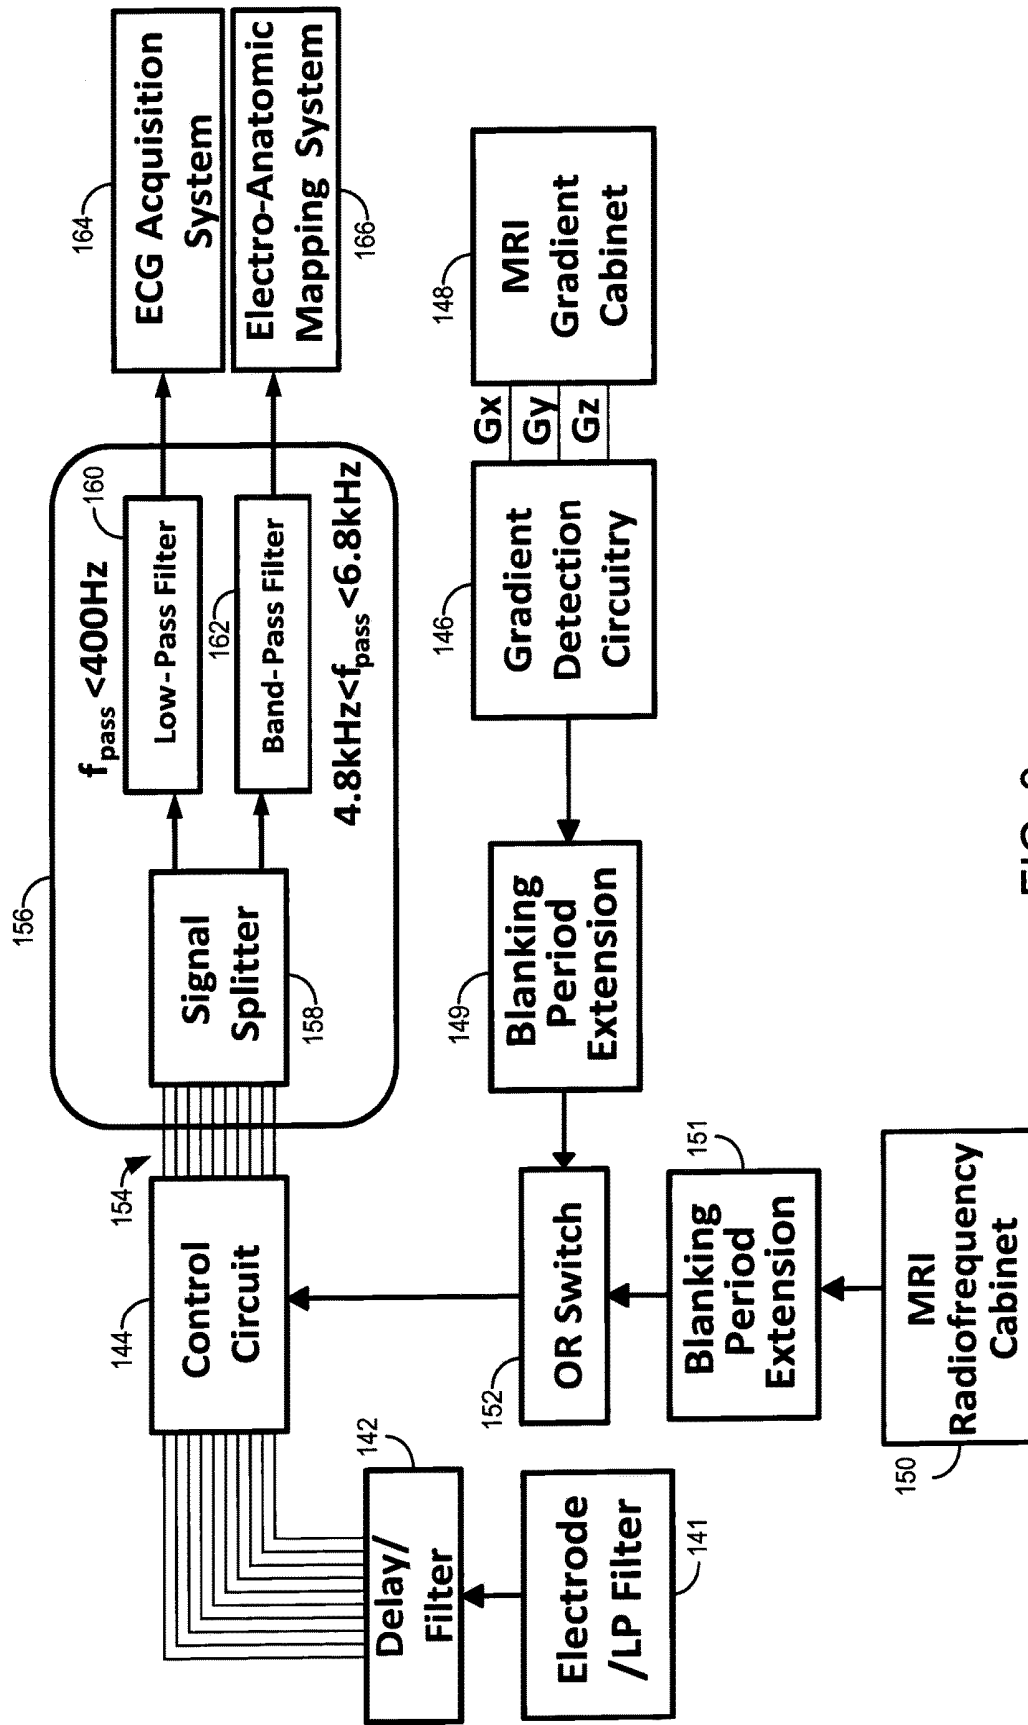 164
ECG Acquisition
System
Electro-Anatomic
Mapping System
166
156
f pass <400Hz
160
Low-Pass Filter
162
Band-Pass Filter
4.8kHz<f pass <6.8kHz
Signal
Splitter
158
154
144
Control
Circuit
142
Delay/
Filter
Electrode
/LP Filter
141
148
MRI
Gradient
Cabinet
Gx
Gy
Gz
146
Gradient
Detection
Circuitry
149
Blanking
Period
Extension
152
OR Switch
151
Blanking
Period
Extension
150
MRI
Radiofrequency
Cabinet